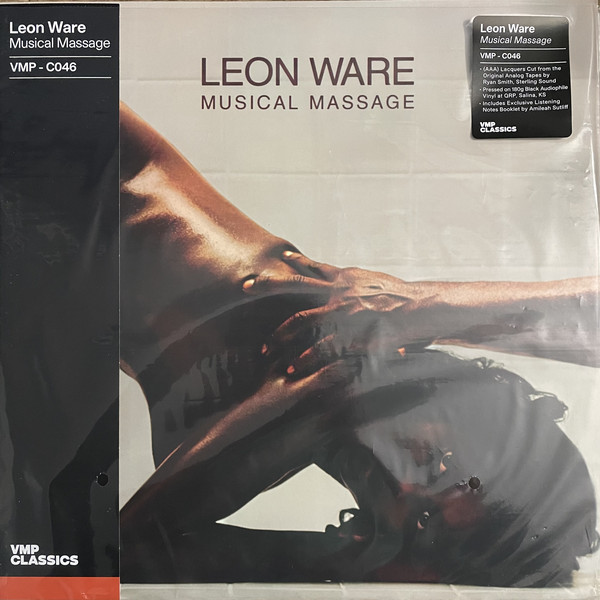 Leon Ware
Musical Massage
VMP - C046
LEON WARE
MUSICAL MASSAGE
Leon Ware
Musical Massage
VMP - C046
• (AAA) Lacquers Cut from the
Original Analog Tapes by
Ryan Smith, Sterling Sound
• Pressed on 180g Black Audiophile
Vinyl at QRP, Salina, KS
• Includes Exclusive Listening
Notes Booklet by Amileah Sutliff
VMP
CLASSICS
VMP
CLASSICS